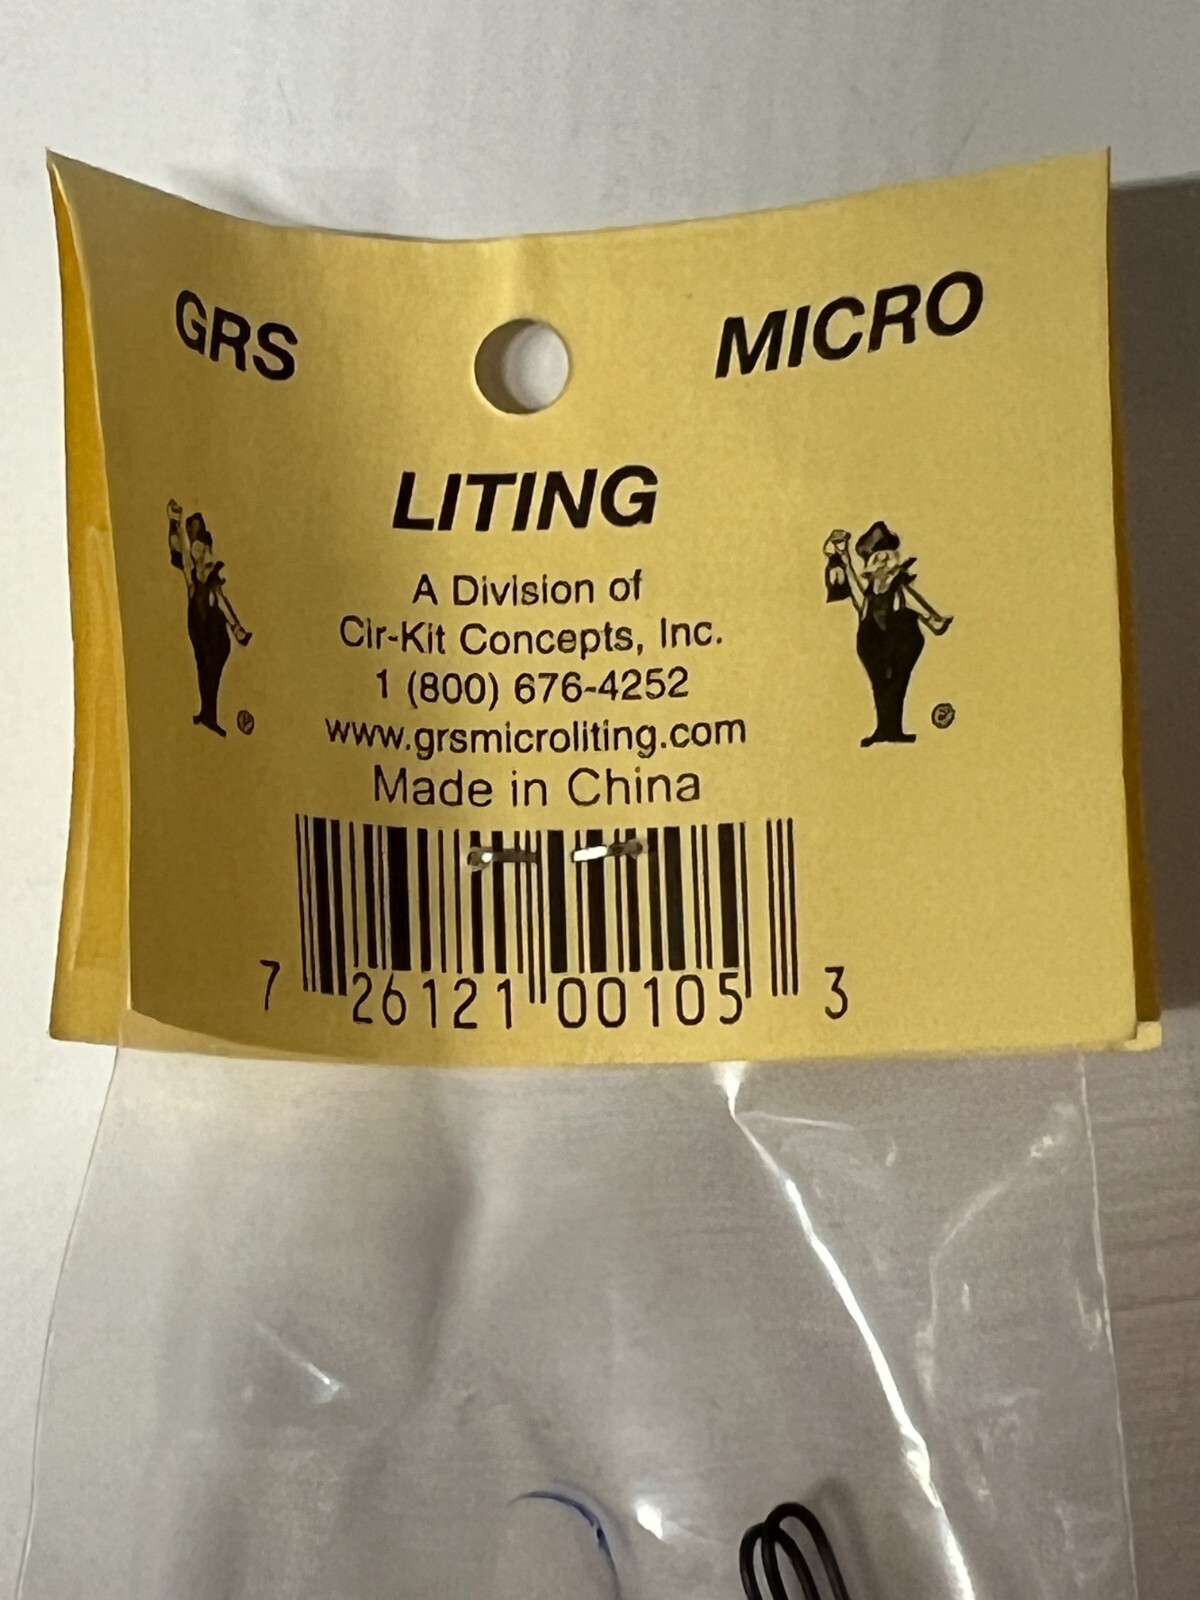 GRS MICRO
LITING
A Division of
Cir-Kit Concepts, Inc.
1 (800) 676-4252
www.grsmicroliting.com
Made in China
7 26121 00105 3